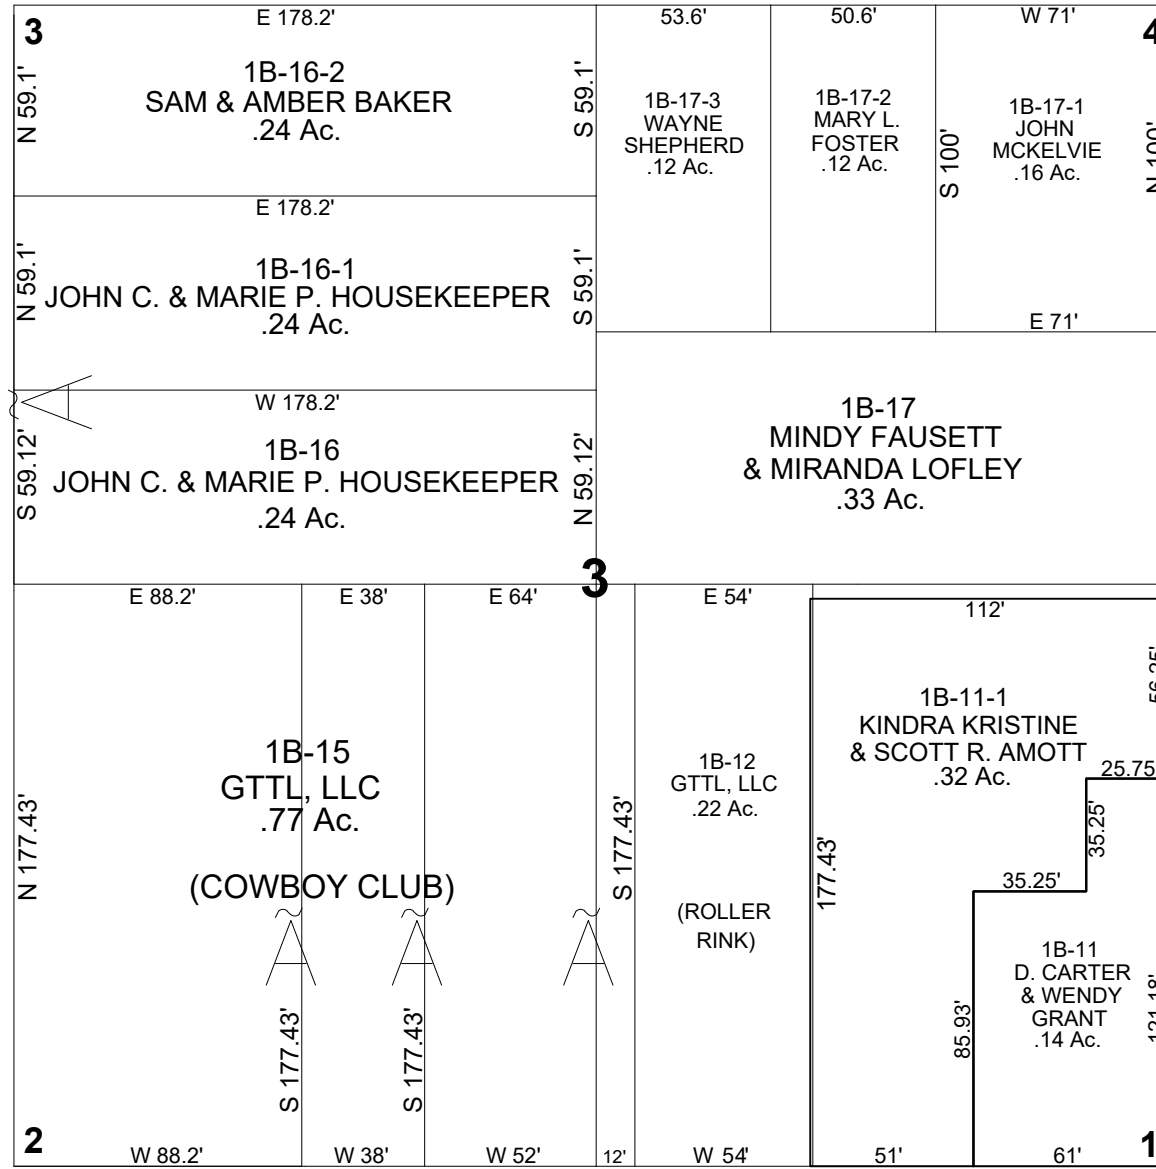 3
E 178.2'
53.6'
50.6'
W 71'
4
N 59.1'
1B-16-2
SAM & AMBER BAKER
.24 Ac.
S 59.1'
1B-17-3
WAYNE
SHEPHERD
.12 Ac.
1B-17-2
MARY L.
FOSTER
.12 Ac.
S 100'
1B-17-1
JOHN
MCKELVIE
.16 Ac.
N 100'
E 178.2'
N 59.1'
1B-16-1
JOHN C. & MARIE P. HOUSEKEEPER
.24 Ac.
S 59.1'
E 71'
W 178.2'
S 59.12'
1B-16
JOHN C. & MARIE P. HOUSEKEEPER
.24 Ac.
N 59.12'
1B-17
MINDY FAUSETT
& MIRANDA LOFLEY
.33 Ac.
3
E 88.2'
E 38'
E 64'
E 54'
112'
56.25'
N 177.43'
1B-15
GTTL, LLC
.77 Ac.
(COWBOY CLUB)
S 177.43'
S 177.43'
S 177.43'
1B-12
GTTL, LLC
.22 Ac.
(ROLLER
RINK)
177.43'
1B-11-1
KINDRA KRISTINE
& SCOTT R. AMOTT
.32 Ac.
25.75'
35.25'
35.25'
85.93'
1B-11
D. CARTER
& WENDY
GRANT
.14 Ac.
121.18'
2
W 88.2'
W 38'
W 52'
12'
W 54'
51'
61'
1